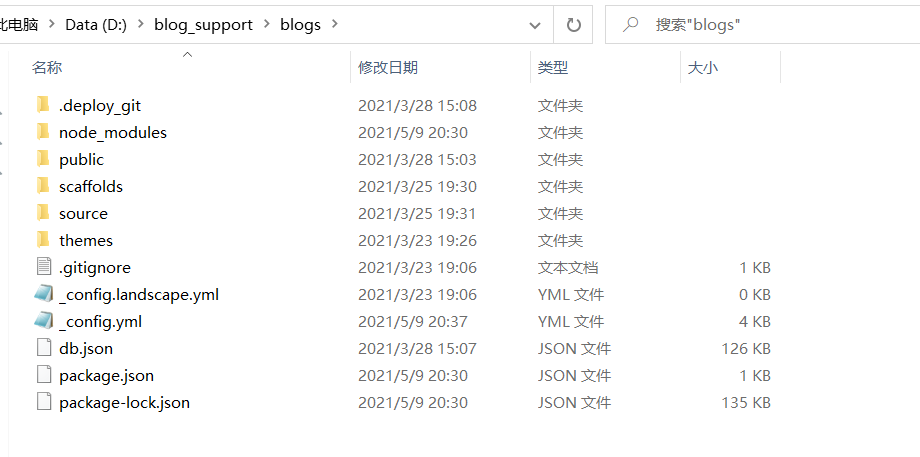 此电脑 > Data (D:) > blog_support > blogs > 搜索"blogs"
名称 修改日期 类型 大小
.deploy_git 2021/3/28 15:08 文件夹
node_modules 2021/5/9 20:30 文件夹
public 2021/3/28 15:03 文件夹
scaffolds 2021/3/25 19:30 文件夹
source 2021/3/25 19:31 文件夹
themes 2021/3/23 19:26 文件夹
.gitignore 2021/3/23 19:06 文本文档 1 KB
_config.landscape.yml 2021/3/23 19:06 YML 文件 0 KB
_config.yml 2021/5/9 20:37 YML 文件 4 KB
db.json 2021/3/28 15:07 JSON 文件 126 KB
package.json 2021/5/9 20:30 JSON 文件 1 KB
package-lock.json 2021/5/9 20:30 JSON 文件 135 KB